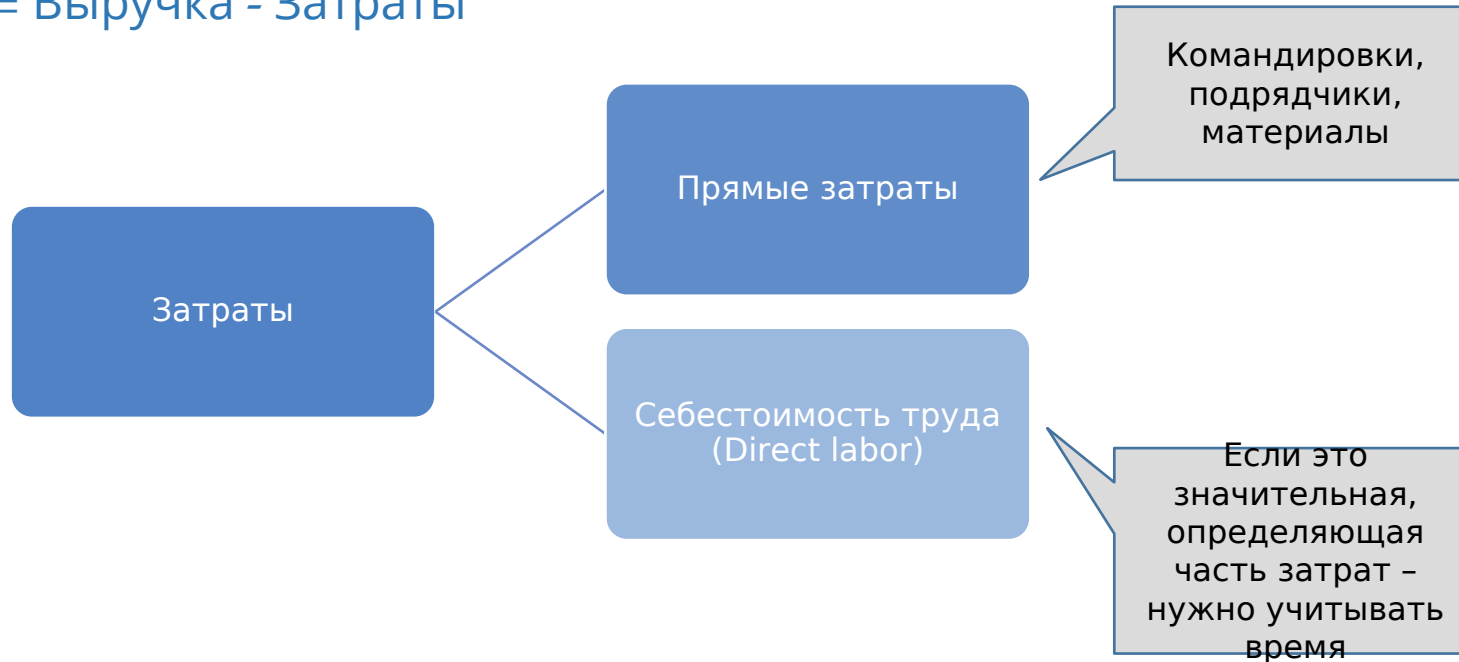 = Выручка - Затраты
Командировки,
подрядчики,
материалы
Прямые затраты
Затраты
Себестоимость труда
(Direct labor)
Если это
значительная,
определяющая
часть затрат –
нужно учитывать
время